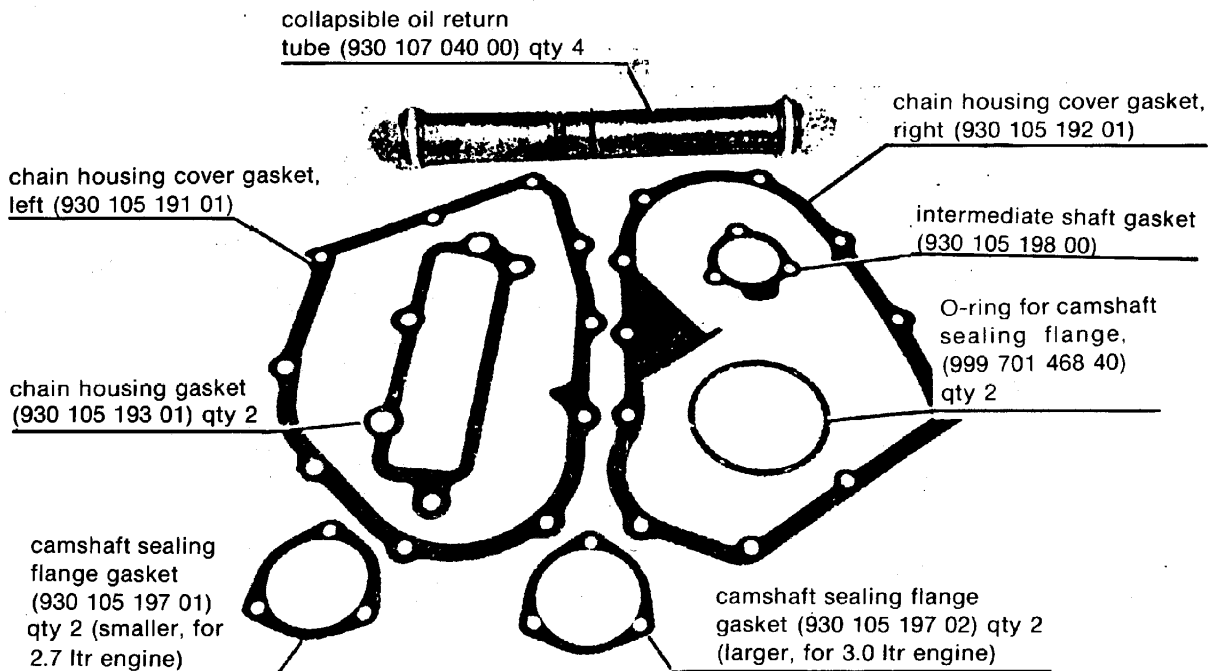 collapsible oil return
tube (930 107 040 00) qty 4
chain housing cover gasket,
right (930 105 192 01)
chain housing cover gasket,
left (930 105 191 01)
intermediate shaft gasket
(930 105 198 00)
O-ring for camshaft
sealing flange,
(999 701 468 40)
qty 2
chain housing gasket
(930 105 193 01) qty 2
camshaft sealing
flange gasket
(930 105 197 01)
qty 2 (smaller, for
2.7 ltr engine)
camshaft sealing flange
gasket (930 105 197 02) qty 2
(larger, for 3.0 ltr engine)